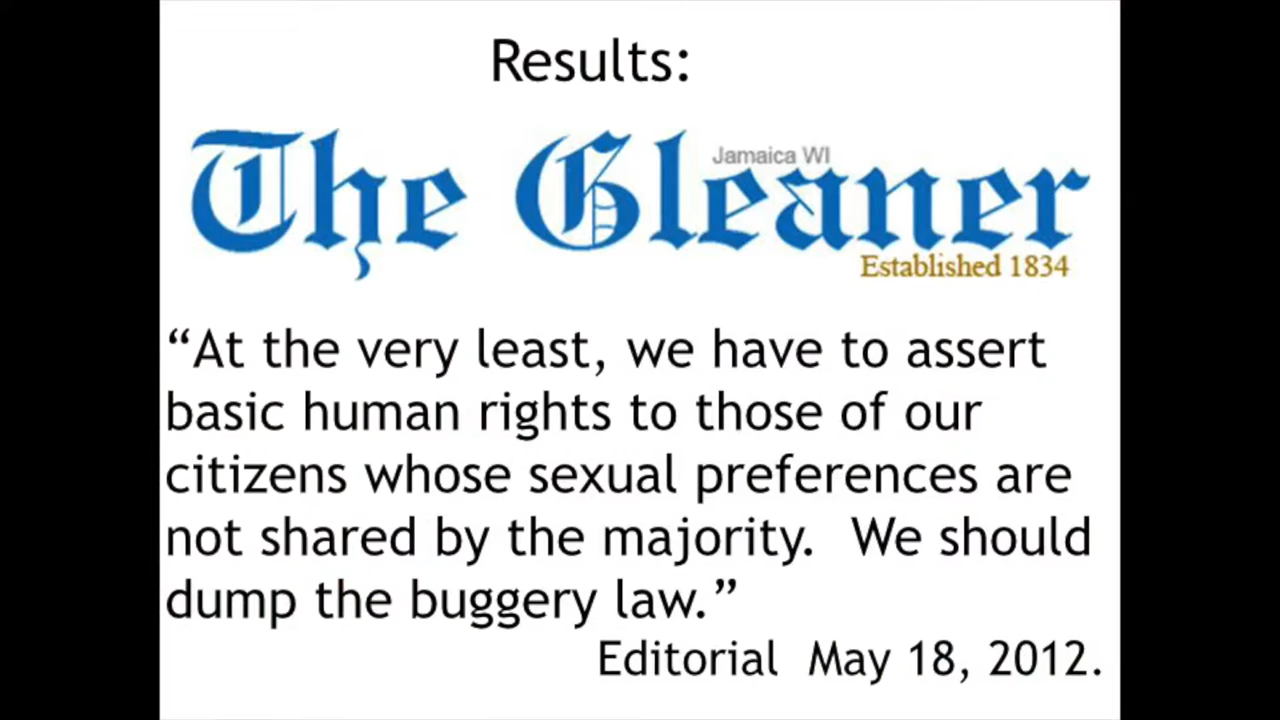 Results:
The Gleaner
Jamaica WI
Established 1834
“At the very least, we have to assert
basic human rights to those of our
citizens whose sexual preferences are
not shared by the majority.  We should
dump the buggery law.”
Editorial  May 18, 2012.